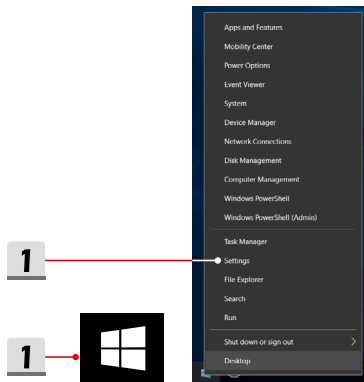 Apps and Features
Mobility Center
Power Options
Event Viewer
System
Device Manager
Network Connections
Disk Management
Computer Management
Windows PowerShell
Windows PowerShell (Admin)
Task Manager
1
Settings
File Explorer
Search
Run
1
Shut down or sign out
Desktop